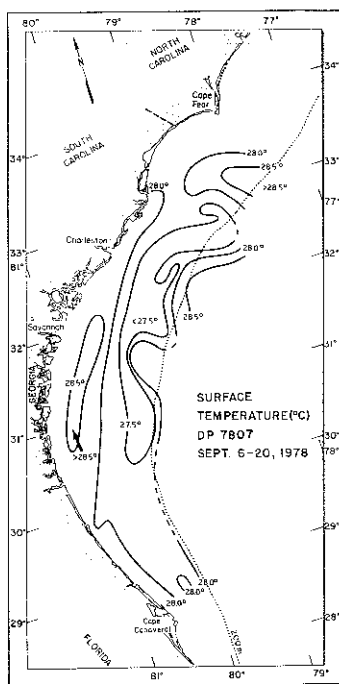 80° 79° 78° 77°
NORTH
CAROLINA
34°
Cape
Fear
SOUTH
CAROLINA
34°
28.0°
28.5°
33°
>28.5°
28.0°
77°
Charleston
33°
28.0°
32°
81°
<27.5°
28.5°
Savannah
32°
31°
GEORGIA
28.5°
27.5°
SURFACE
TEMPERATURE(°C)
DP 7807
SEPT. 6-20, 1978
31°
>28.5°
30°
78°
30°
29°
28.0°
28.0°
Cape
Canaveral
29°
28°
FLORIDA
200m
81° 80° 79°